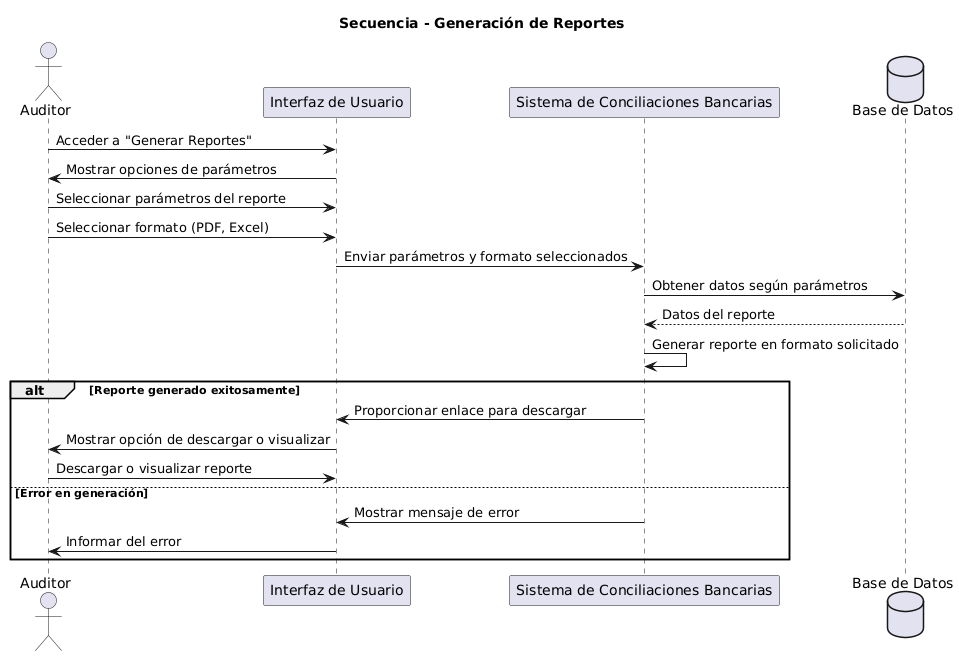 Secuencia - Generación de Reportes
Auditor
Interfaz de Usuario
Sistema de Conciliaciones Bancarias
Base de Datos
Acceder a "Generar Reportes"
Mostrar opciones de parámetros
Seleccionar parámetros del reporte
Seleccionar formato (PDF, Excel)
Enviar parámetros y formato seleccionados
Obtener datos según parámetros
Datos del reporte
Generar reporte en formato solicitado
alt [Reporte generado exitosamente]
Proporcionar enlace para descargar
Mostrar opción de descargar o visualizar
Descargar o visualizar reporte
[Error en generación]
Mostrar mensaje de error
Informar del error
Auditor
Interfaz de Usuario
Sistema de Conciliaciones Bancarias
Base de Datos